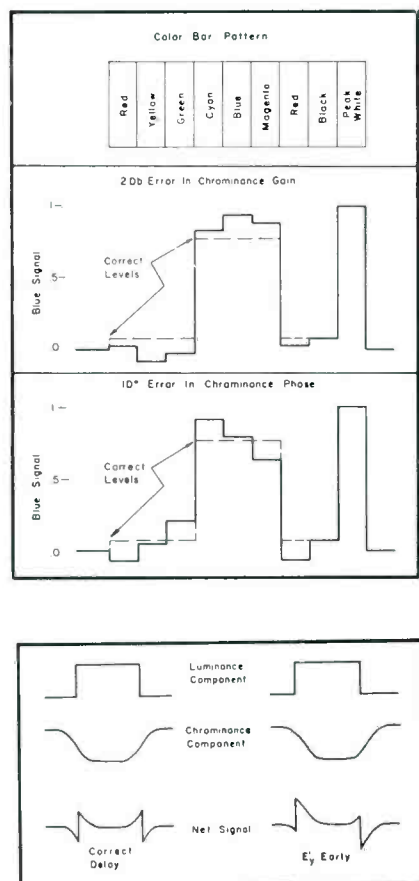 Color Bar Pattern
Red
Yellow
Green
Cyan
Blue
Magenta
Red
Black
Peak
White
2Db Error In Chrominance Gain
1
.5
0
Blue Signal
Correct
Levels
10° Error In Chrominance Phase
1
.5
0
Blue Signal
Correct
Levels
Luminance
Component
Chrominance
Component
Net Signal
Correct
Delay
E'y Early